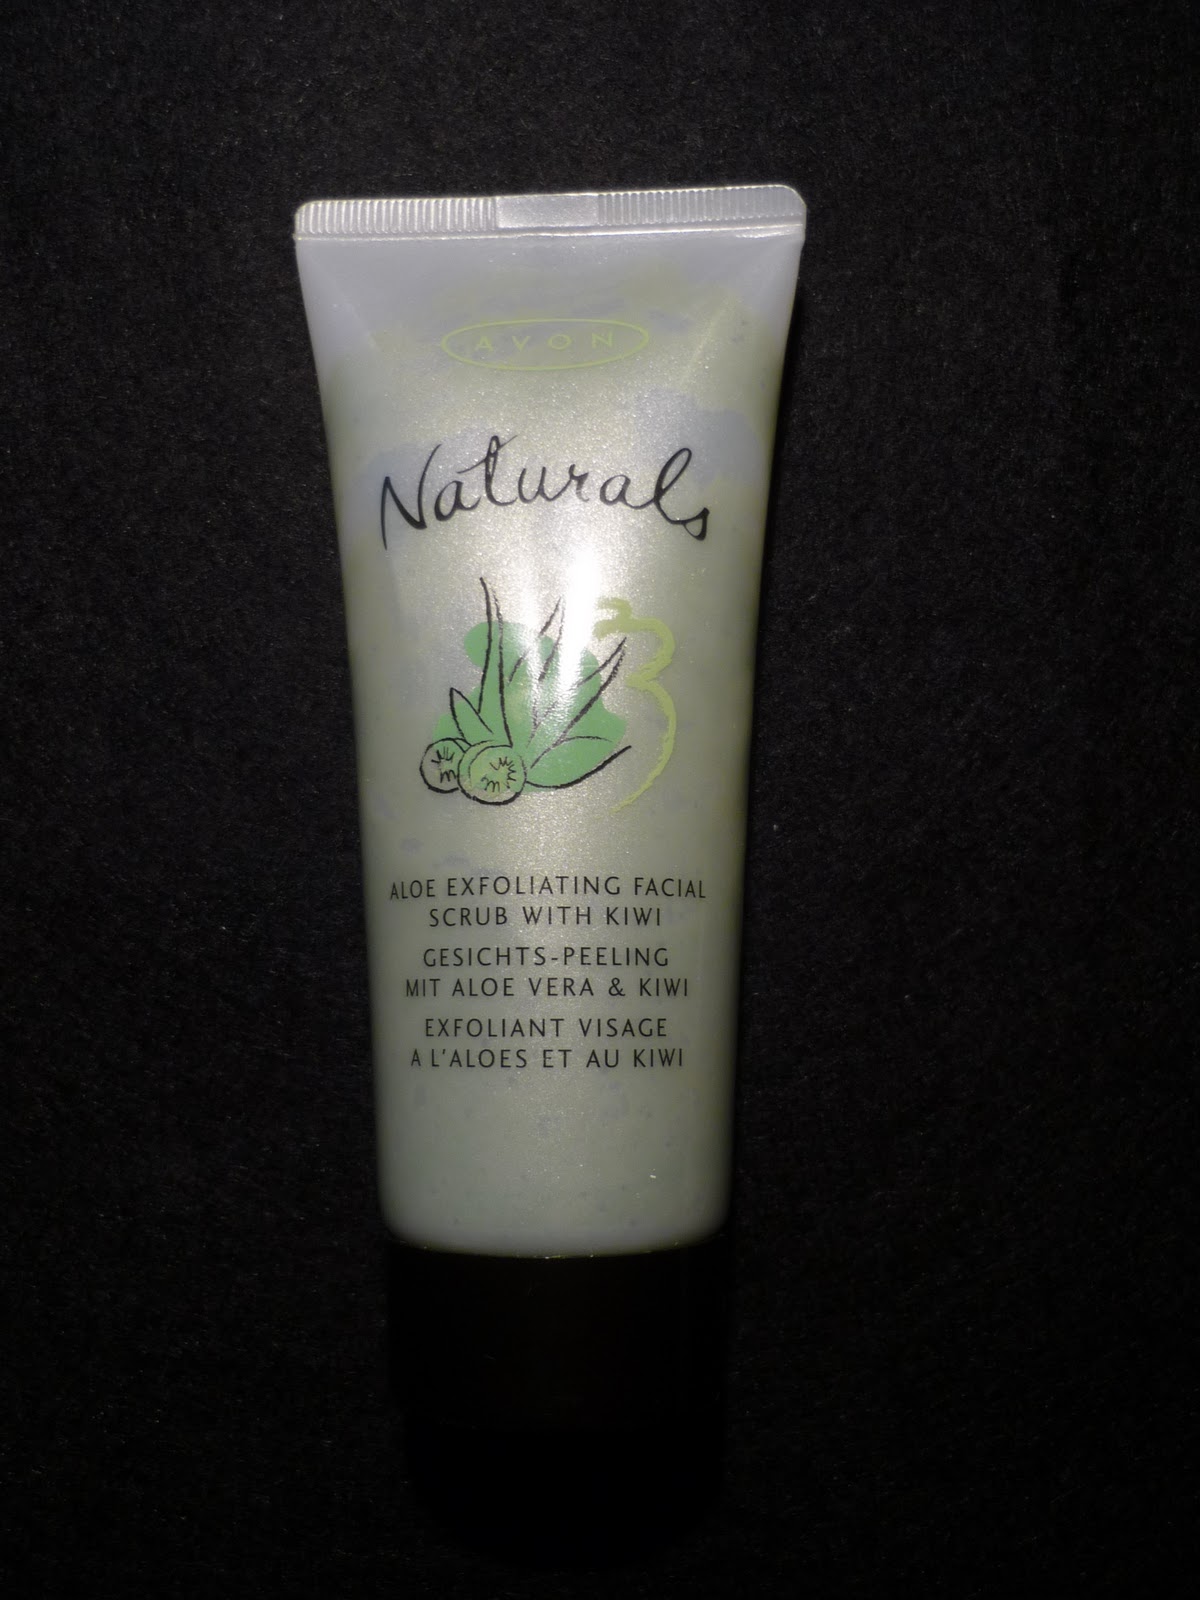 AVON
Naturals
ALOE EXFOLIATING FACIAL
SCRUB WITH KIWI
GESICHTS-PEELING
MIT ALOE VERA & KIWI
EXFOLIANT VISAGE
A L'ALOES ET AU KIWI